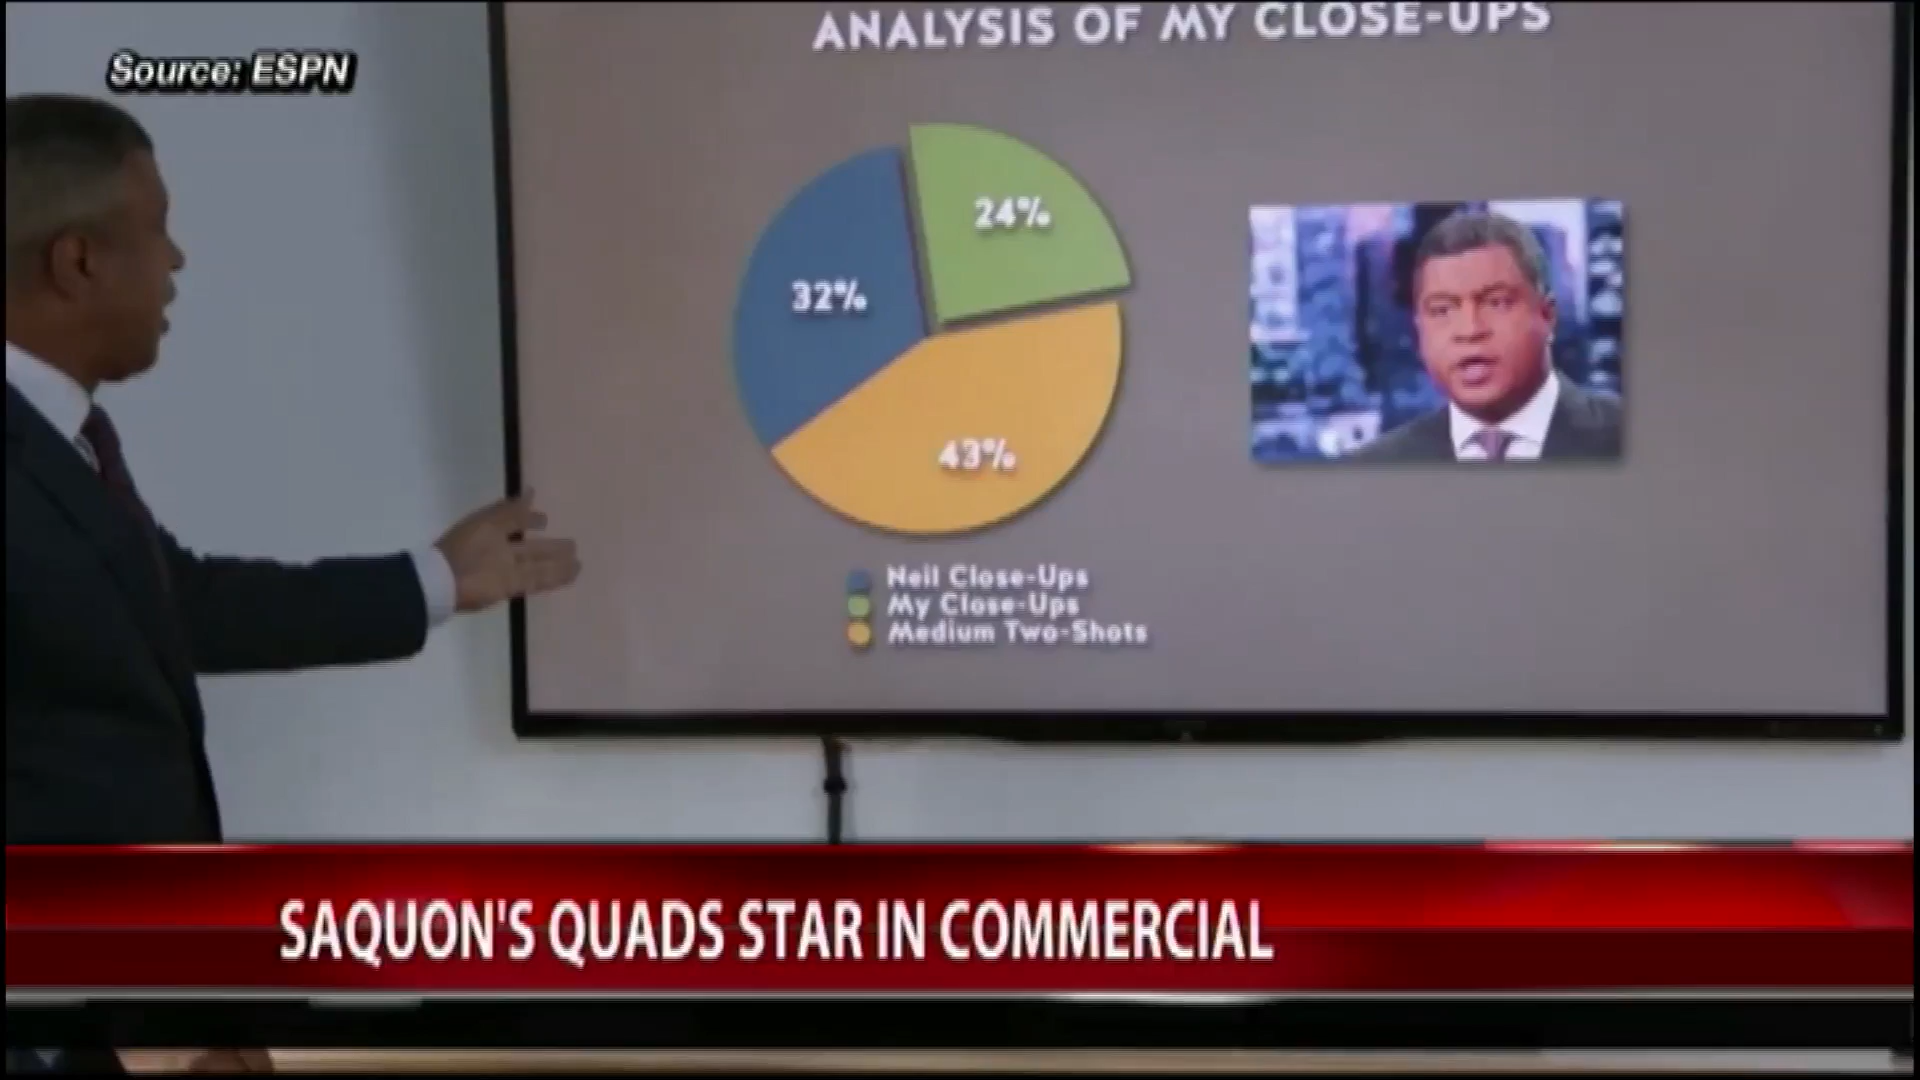 ANALYSIS OF MY CLOSE-UPS
Source: ESPN
24%
32%
43%
Neil Close-Ups
My Close-Ups
Medium Two-Shots
SAQUON'S QUADS STAR IN COMMERCIAL